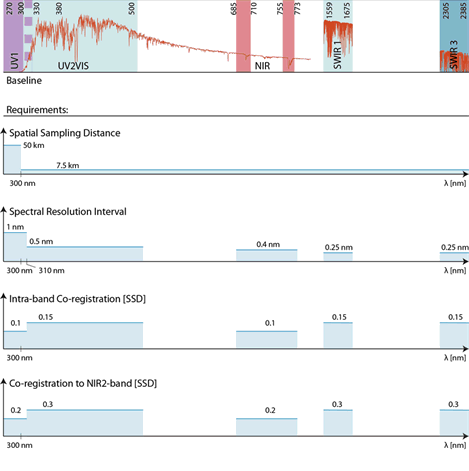 270 300 330 380 500 685 710 755 773 1559 1675 2305 2385
UV1 UV2VIS NIR SWIR 1 SWIR 3
Baseline
Requirements:
Spatial Sampling Distance
50 km
7.5 km
300 nm λ [nm]
Spectral Resolution Interval
1 nm
0.5 nm 0.4 nm 0.25 nm 0.25 nm
300 nm 310 nm λ [nm]
Intra-band Co-registration [SSD]
0.1 0.15 0.1 0.15 0.15
300 nm λ [nm]
Co-registration to NIR2-band [SSD]
0.2 0.3 0.2 0.3 0.3
300 nm λ [nm]